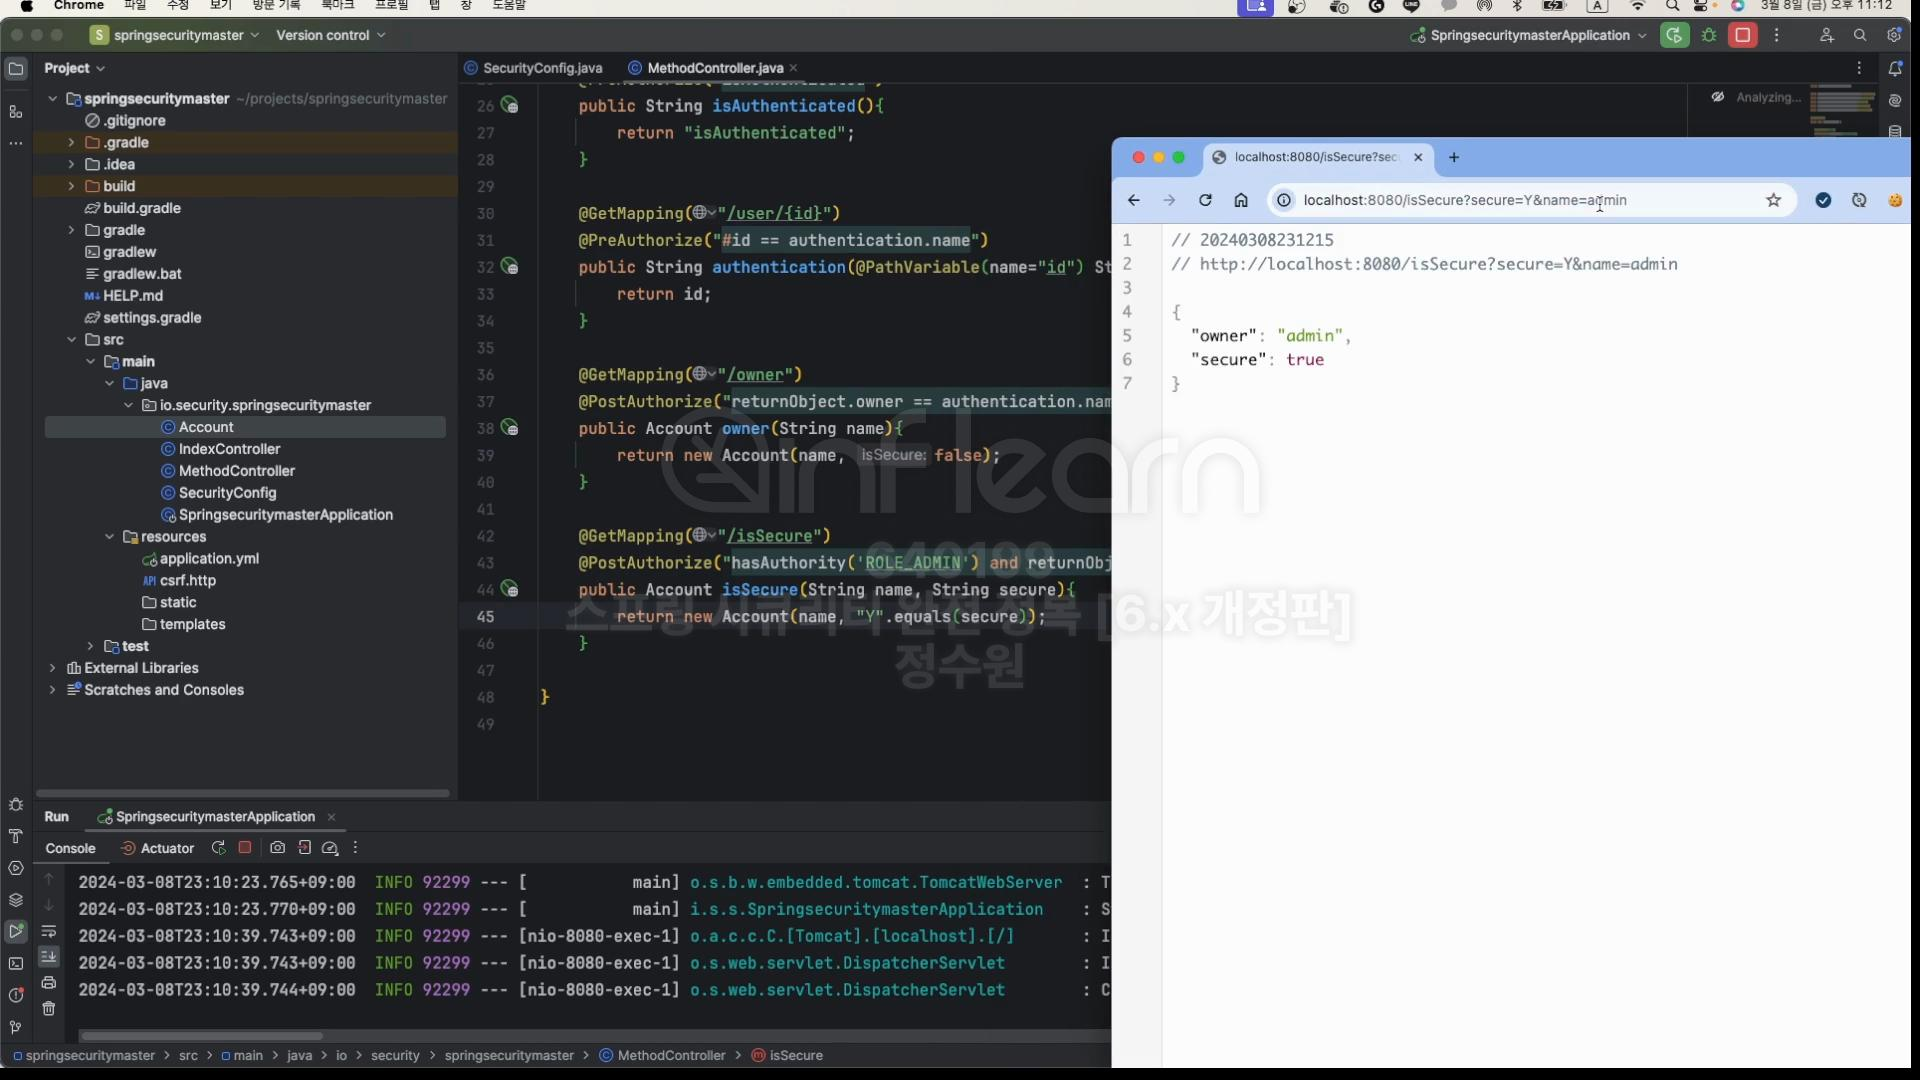 Chrome 파일 수정 보기 방문 기록 북마크 프로필 탭 창 도움말
3월 8일 (금) 오후 11:12
S springsecuritymaster Version control
SpringsecuritymasterApplication
Project
SecurityConfig.java MethodController.java
springsecuritymaster ~/projects/springsecuritymaster
.gitignore
.gradle
.idea
build
build.gradle
gradle
gradlew
gradlew.bat
HELP.md
settings.gradle
src
main
java
io.security.springsecuritymaster
Account
IndexController
MethodController
SecurityConfig
SpringsecuritymasterApplication
resources
application.yml
csrf.http
static
templates
test
External Libraries
Scratches and Consoles
Analyzing...
26 public String isAuthenticated(){
27 return "isAuthenticated";
28 }
29
30 @GetMapping("/user/{id}")
31 @PreAuthorize("#id == authentication.name")
32 public String authentication(@PathVariable(name="id") St
33 return id;
34 }
35
36 @GetMapping("/owner")
37 @PostAuthorize("returnObject.owner == authentication.nam
38 public Account owner(String name){
39 return new Account(name, isSecure: false);
40 }
41
42 @GetMapping("/isSecure")
43 @PostAuthorize("hasAuthority('ROLE_ADMIN') and returnObj
44 public Account isSecure(String name, String secure){
45 return new Account(name, "Y".equals(secure));
46 }
47
48 }
49
inflearn
640199
스프링 시큐리티 완전 정복 [6.x 개정판]
정수원
localhost:8080/isSecure?sec
localhost:8080/isSecure?secure=Y&name=admin
1 // 20240308231215
2 // http://localhost:8080/isSecure?secure=Y&name=admin
3
4 {
5 "owner": "admin",
6 "secure": true
7 }
Run SpringsecuritymasterApplication
Console Actuator
2024-03-08T23:10:23.765+09:00 INFO 92299 --- [ main] o.s.b.w.embedded.tomcat.TomcatWebServer : T
2024-03-08T23:10:23.770+09:00 INFO 92299 --- [ main] i.s.s.SpringsecuritymasterApplication : S
2024-03-08T23:10:39.743+09:00 INFO 92299 --- [nio-8080-exec-1] o.a.c.c.C.[Tomcat].[localhost].[/] : I
2024-03-08T23:10:39.743+09:00 INFO 92299 --- [nio-8080-exec-1] o.s.web.servlet.DispatcherServlet : I
2024-03-08T23:10:39.744+09:00 INFO 92299 --- [nio-8080-exec-1] o.s.web.servlet.DispatcherServlet : C
springsecuritymaster > src > main > java > io > security > springsecuritymaster > MethodController > isSecure